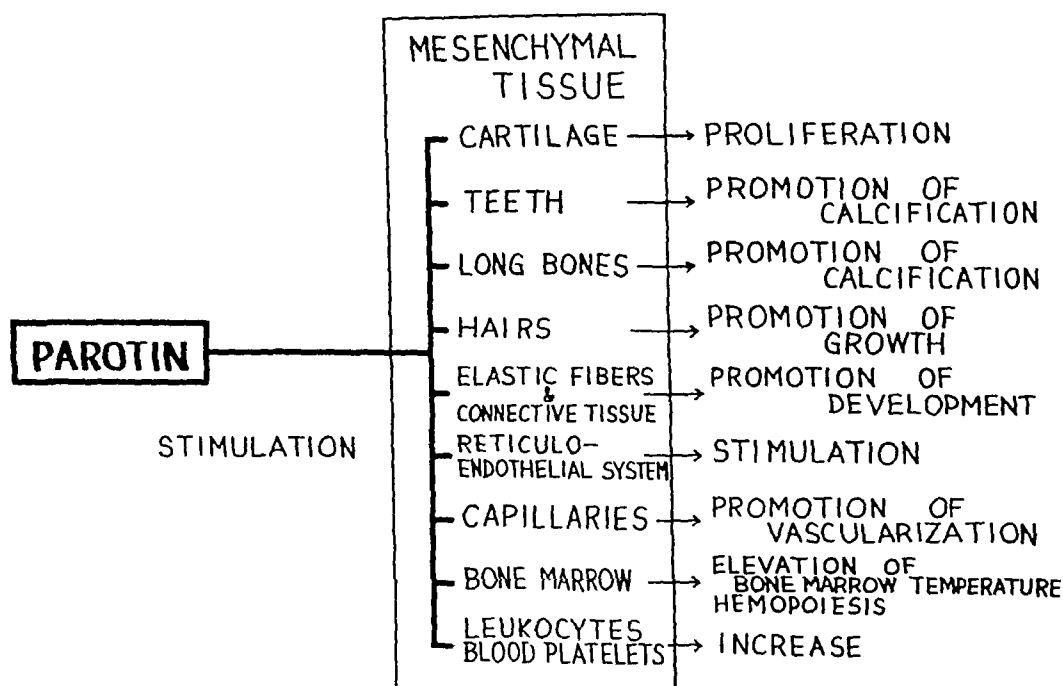 MESENCHYMAL
TISSUE
CARTILAGE → PROLIFERATION
TEETH → PROMOTION OF
CALCIFICATION
LONG BONES → PROMOTION OF
CALCIFICATION
HAIRS → PROMOTION OF
GROWTH
PAROTIN
ELASTIC FIBERS
&
CONNECTIVE TISSUE → PROMOTION OF
DEVELOPMENT
STIMULATION
RETICULO-
ENDOTHELIAL SYSTEM → STIMULATION
CAPILLARIES → PROMOTION OF
VASCULARIZATION
BONE MARROW → ELEVATION OF
BONE MARROW TEMPERATURE
HEMOPOIESIS
LEUKOCYTES
BLOOD PLATELETS → INCREASE